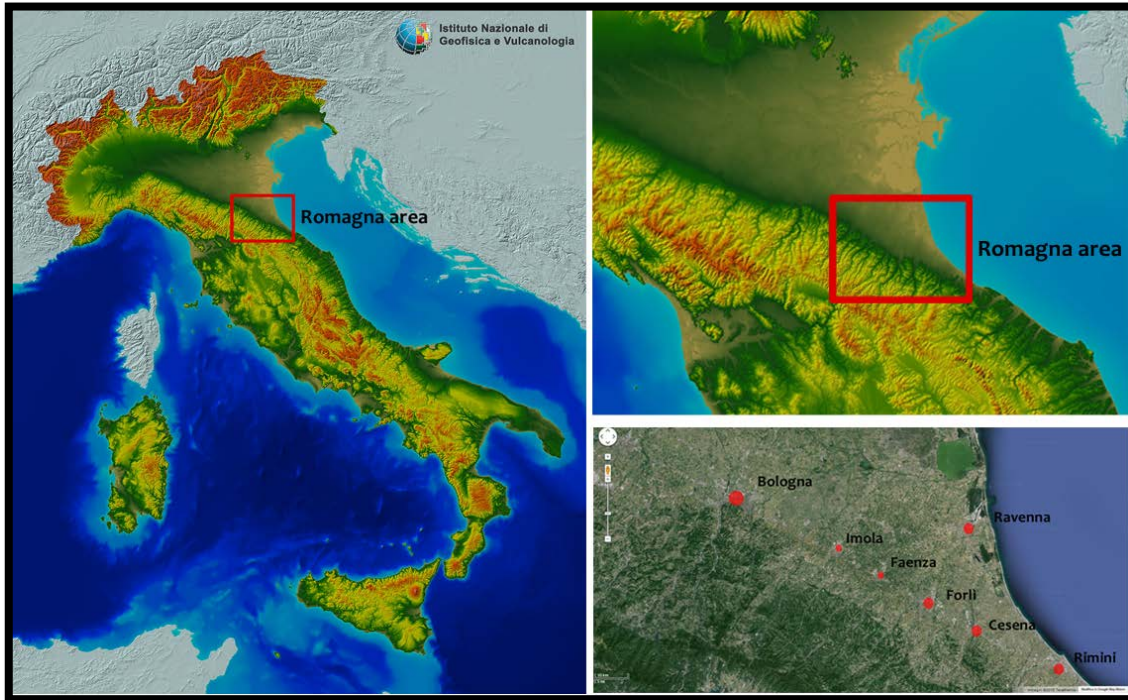 Istituto Nazionale di
Geofisica e Vulcanologia
Romagna area
Romagna area
Bologna
Ravenna
Imola
Faenza
Forlì
Cesena
Rimini